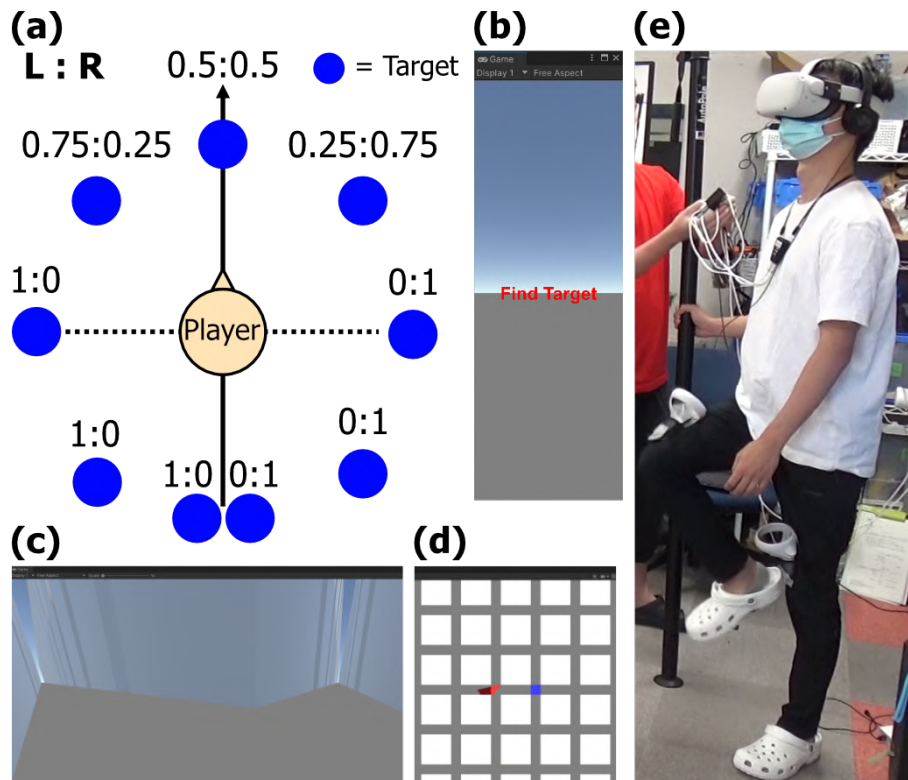 (a)
L : R
0.5:0.5
= Target
0.75:0.25
0.25:0.75
1:0
0:1
Player
1:0
0:1
1:0
0:1
(b)
Game
Display 1
Free Aspect
Find Target
(c)
(d)
(e)